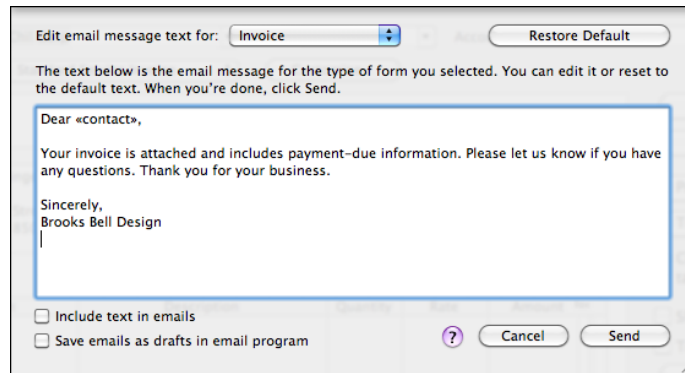 Edit email message text for: Invoice Restore Default
The text below is the email message for the type of form you selected. You can edit it or reset to
the default text. When you’re done, click Send.
Dear «contact»,
Your invoice is attached and includes payment-due information. Please let us know if you have
any questions. Thank you for your business.
Sincerely,
Brooks Bell Design
Include text in emails
Save emails as drafts in email program
? Cancel Send